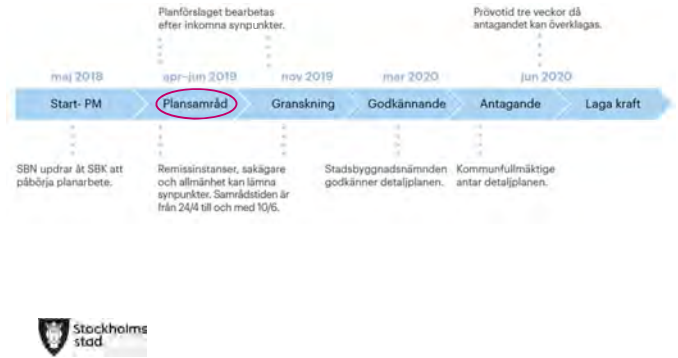 Planförslaget bearbetas
efter inkomna synpunkter.
Prövotid tre veckor då
antagandet kan överklagas.
maj 2018
apr-jun 2019
nov 2019
mar 2020
jun 2020
Start- PM
Plansamråd
Granskning
Godkännande
Antagande
Laga kraft
SBN updrar åt SBK att
påbörja planarbete.
Remissinstanser, sakägare
och allmänhet kan lämna
synpunkter. Samrådstiden är
från 24/4 till och med 10/6.
Stadsbyggnadsnämnden
godkänner detaljplanen.
Kommunfullmäktige
antar detaljplanen.
Stockholms
stad